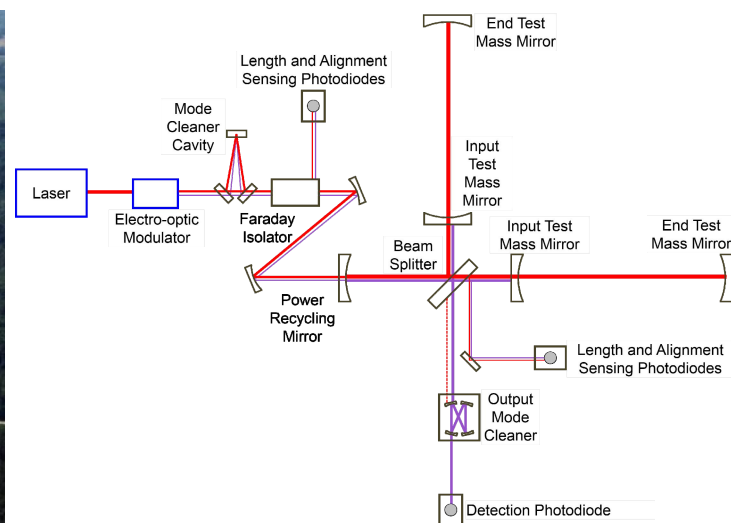 End Test
Mass Mirror
Length and Alignment
Sensing Photodiodes
Mode
Cleaner
Cavity
Input
Test
Mass
Mirror
Laser
Electro-optic
Modulator
Faraday
Isolator
Beam
Splitter
Input Test
Mass Mirror
End Test
Mass Mirror
Power
Recycling
Mirror
Length and Alignment
Sensing Photodiodes
Output
Mode
Cleaner
Detection Photodiode